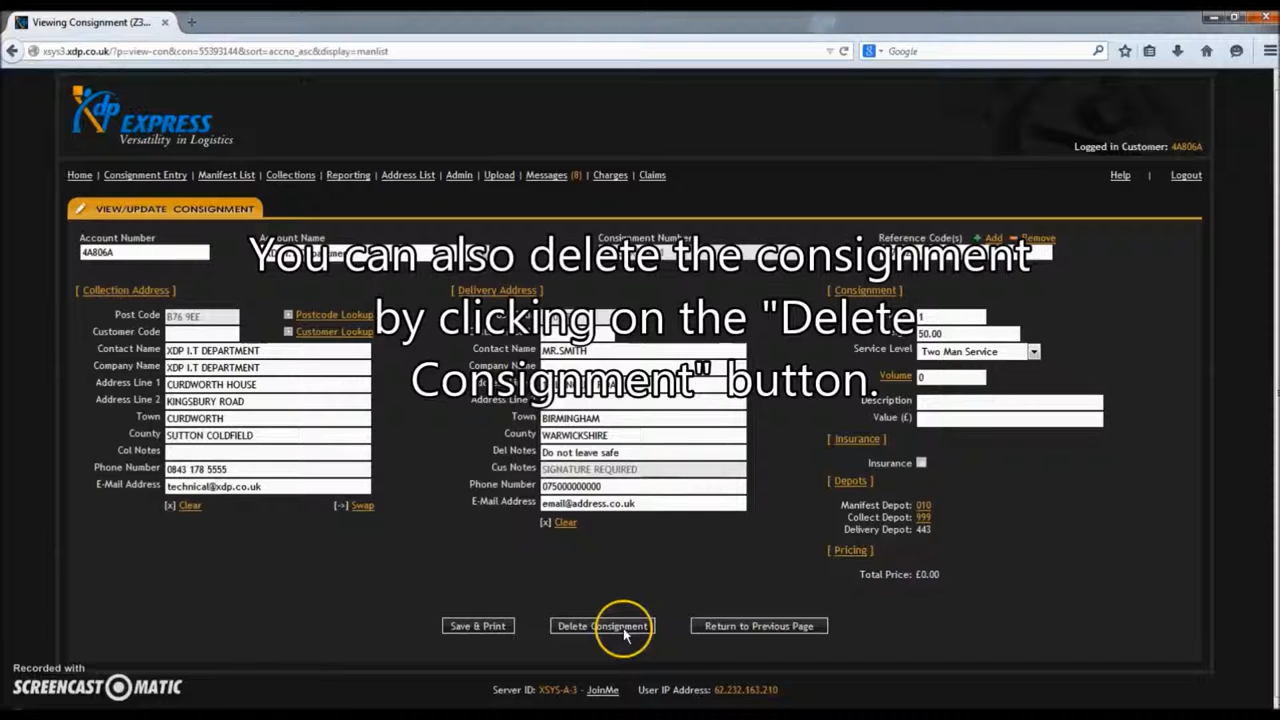 Viewing Consignment (Z3...
xsys3.xdp.co.uk/?p=view-con&con=55393144&sort=accno_asc&display=manlist
Google
Xdp EXPRESS
Versatility in Logistics
Logged in Customer: 4A806A
Home Consignment Entry Manifest List Collections Reporting Address List Admin Upload Messages (8) Charges Claims Help | Logout
VIEW/UPDATE CONSIGNMENT
Account Number Account Name Consignment Number Reference Code(s) Add Remove
4A806A
You can also delete the consignment
by clicking on the "Delete
Consignment" button.
[ Collection Address ]
Post Code B76 9EE Postcode Lookup
Customer Code Customer Lookup
Contact Name XDP I.T DEPARTMENT
Company Name XDP I.T DEPARTMENT
Address Line 1 CURDWORTH HOUSE
Address Line 2 KINGSBURY ROAD
Town CURDWORTH
County SUTTON COLDFIELD
Col Notes
Phone Number 0843 178 5555
E-Mail Address technical@xdp.co.uk
[x] Clear [->] Swap
[ Delivery Address ]
Contact Name MR.SMITH
Company Name
Town BIRMINGHAM
County WARWICKSHIRE
Del Notes Do not leave safe
Cus Notes SIGNATURE REQUIRED
Phone Number 075000000000
E-Mail Address email@address.co.uk
[x] Clear
[ Consignment ]
1
50.00
Service Level Two Man Service
Volume 0
Description
Value (£)
[ Insurance ]
Insurance
[ Depots ]
Manifest Depot: 010
Collect Depot: 999
Delivery Depot: 443
[ Pricing ]
Total Price: £0.00
Save & Print Delete Consignment Return to Previous Page
Recorded with
SCREENCAST O MATIC
Server ID: XSYS-A-3 - JoinMe User IP Address: 62.232.163.210